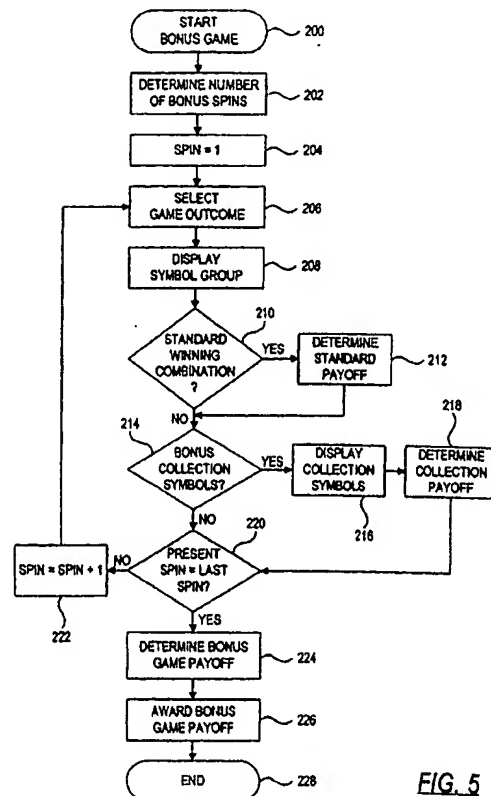 START
BONUS GAME
200
DETERMINE NUMBER
OF BONUS SPINS
202
SPIN = 1
204
SELECT
GAME OUTCOME
206
DISPLAY
SYMBOL GROUP
208
210
STANDARD
WINNING
COMBINATION
?
YES
DETERMINE
STANDARD
PAYOFF
212
NO
214
BONUS
COLLECTION
SYMBOLS?
YES
DISPLAY
COLLECTION
SYMBOLS
216
218
DETERMINE
COLLECTION
PAYOFF
NO
220
PRESENT
SPIN = LAST
SPIN?
NO
SPIN = SPIN + 1
222
YES
DETERMINE BONUS
GAME PAYOFF
224
AWARD BONUS
GAME PAYOFF
226
END
228
FIG. 5